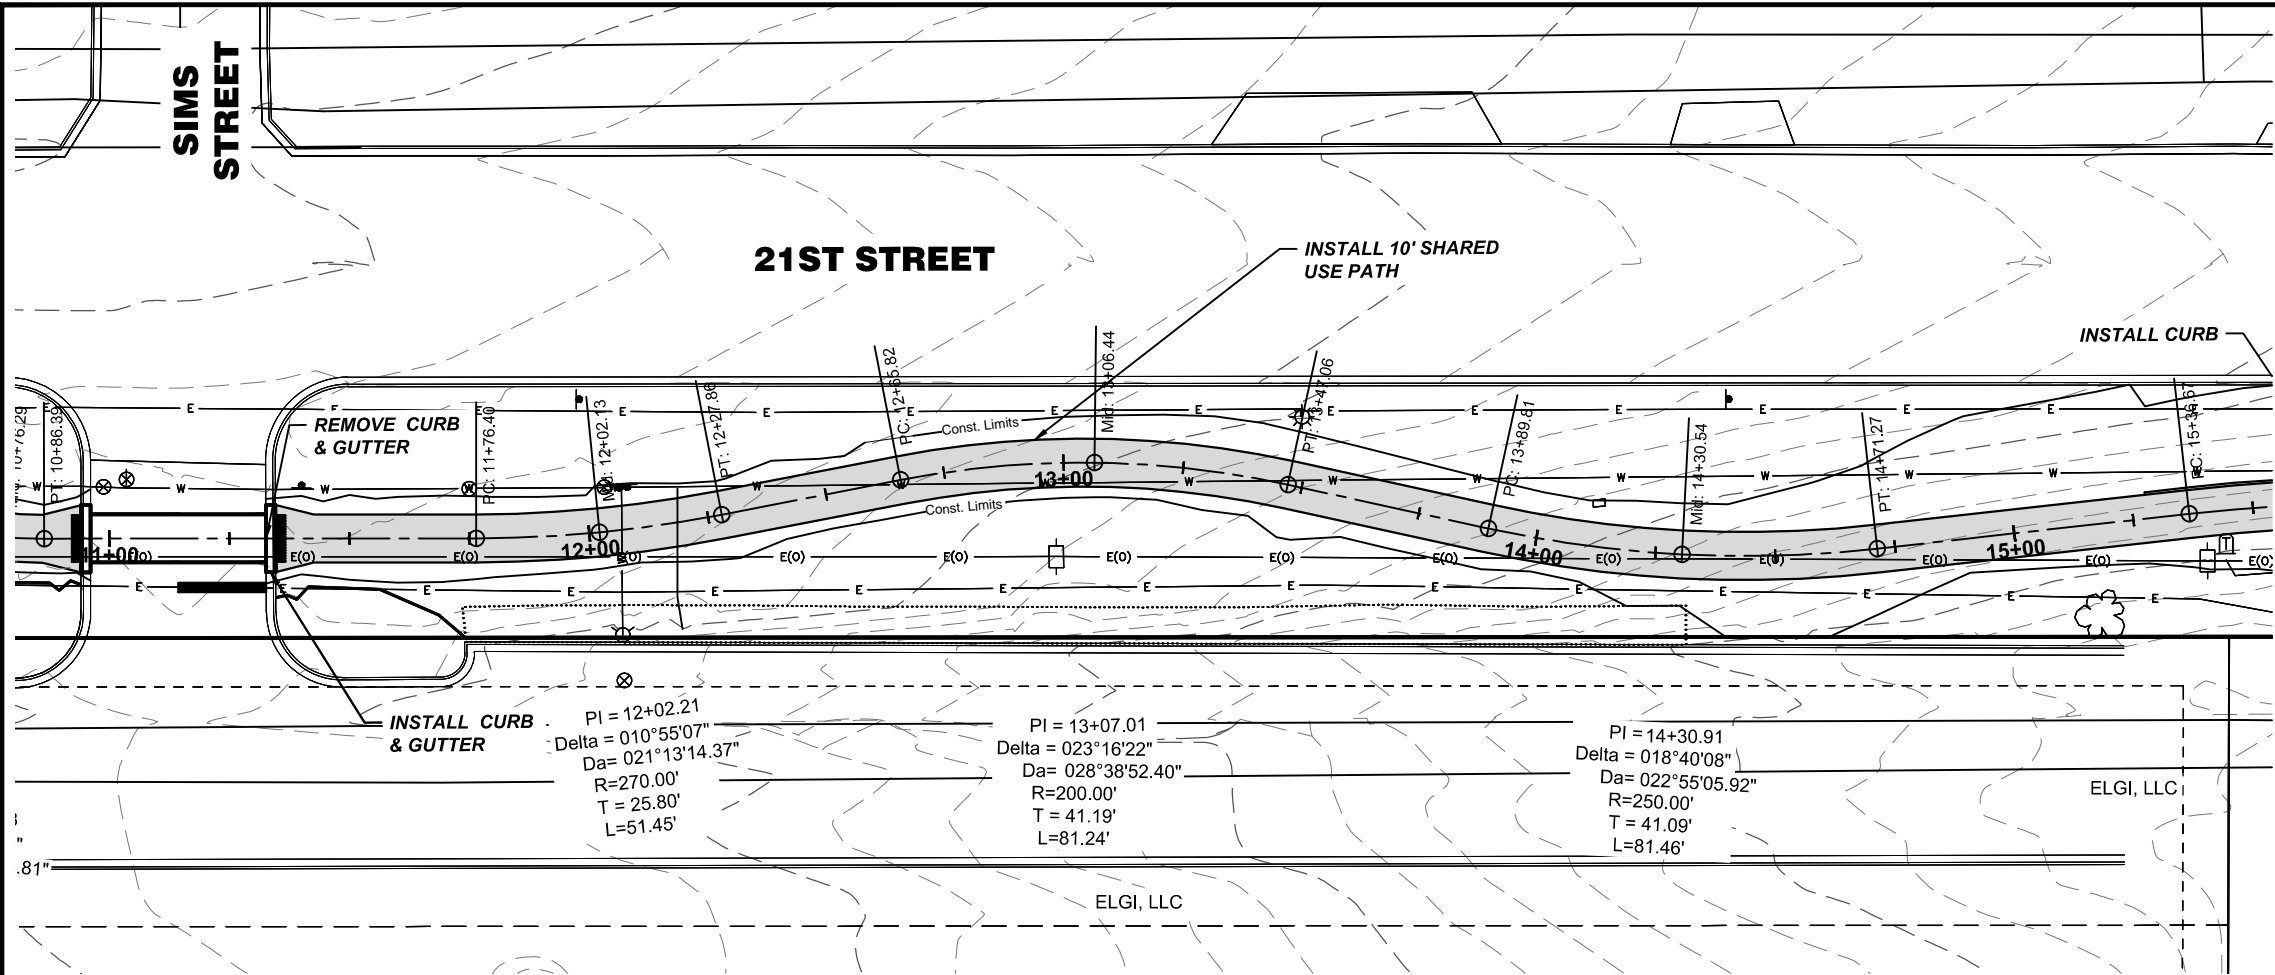 SIMS
STREET
21ST STREET
INSTALL 10' SHARED
USE PATH
INSTALL CURB
REMOVE CURB
& GUTTER
PT: 10+86.39
PC: 11+76.40
Mid: 12+02.13
PT: 12+27.86
PC: 12+65.82
Mid: 13+06.44
PT: 13+47.06
PC: 13+89.81
Mid: 14+30.54
PT: 14+71.27
Const. Limits
Const. Limits
11+00
12+00
13+00
14+00
15+00
E E E E E E E E E E E E E E
W W W W W W W W W W W W
E(O) E(O) E(O) E(O) E(O) E(O) E(O) E(O) E(O) E(O) E(O)
T
E E E E E E E E E E E E E E E
INSTALL CURB
& GUTTER
PI = 12+02.21
Delta = 010°55'07"
Da= 021°13'14.37"
R=270.00'
T = 25.80'
L=51.45'
PI = 13+07.01
Delta = 023°16'22"
Da= 028°38'52.40"
R=200.00'
T = 41.19'
L=81.24'
PI = 14+30.91
Delta = 018°40'08"
Da= 022°55'05.92"
R=250.00'
T = 41.09'
L=81.46'
ELGI, LLC
.81"
ELGI, LLC